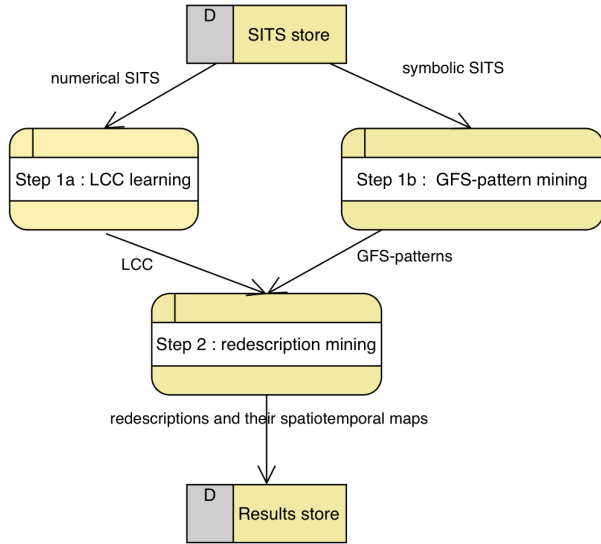 D
SITS store
numerical SITS
symbolic SITS
Step 1a : LCC learning
Step 1b :  GFS-pattern mining
LCC
GFS-patterns
Step 2 : redescription mining
redescriptions and their spatiotemporal maps
D
Results store